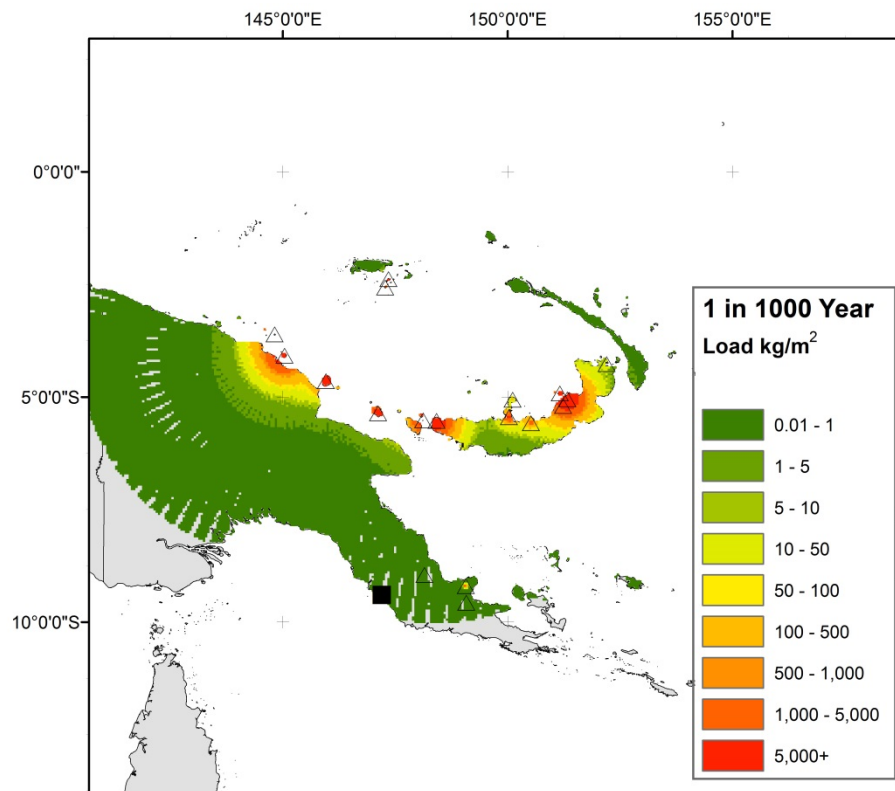 145°0'0"E 150°0'0"E 155°0'0"E
0°0'0"
5°0'0"S
10°0'0"S
1 in 1000 Year
Load kg/m²
0.01 - 1
1 - 5
5 - 10
10 - 50
50 - 100
100 - 500
500 - 1,000
1,000 - 5,000
5,000+